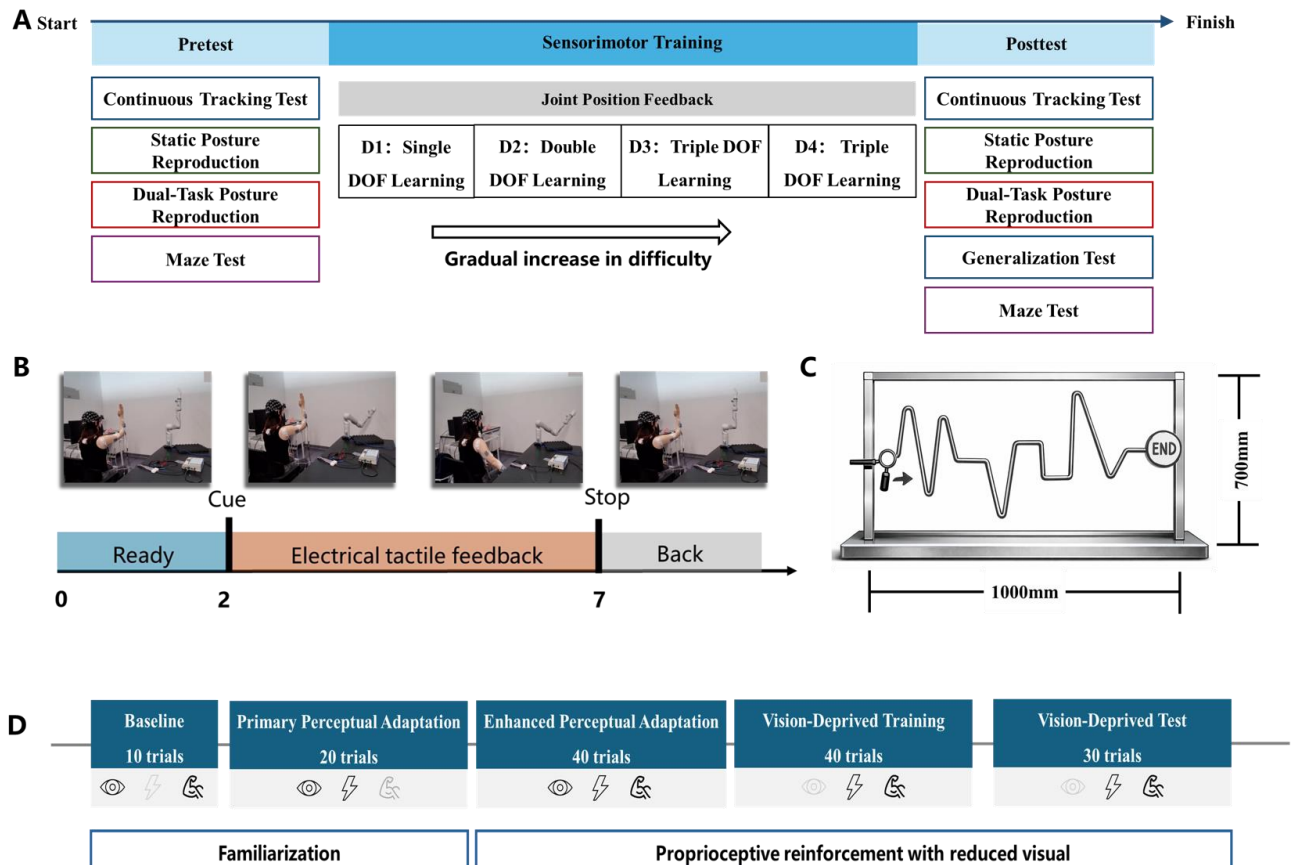 A
Start
Finish
Pretest
Sensorimotor Training
Posttest
Continuous Tracking Test
Static Posture
Reproduction
Dual-Task Posture
Reproduction
Maze Test
Joint Position Feedback
D1: Single
DOF Learning
D2: Double
DOF Learning
D3: Triple DOF
Learning
D4: Triple
DOF Learning
Gradual increase in difficulty
Continuous Tracking Test
Static Posture
Reproduction
Dual-Task Posture
Reproduction
Generalization Test
Maze Test
B
Cue
Stop
Ready
Electrical tactile feedback
Back
0
2
7
C
END
700mm
1000mm
D
Baseline
10 trials
Primary Perceptual Adaptation
20 trials
Enhanced Perceptual Adaptation
40 trials
Vision-Deprived Training
40 trials
Vision-Deprived Test
30 trials
Familiarization
Proprioceptive reinforcement with reduced visual